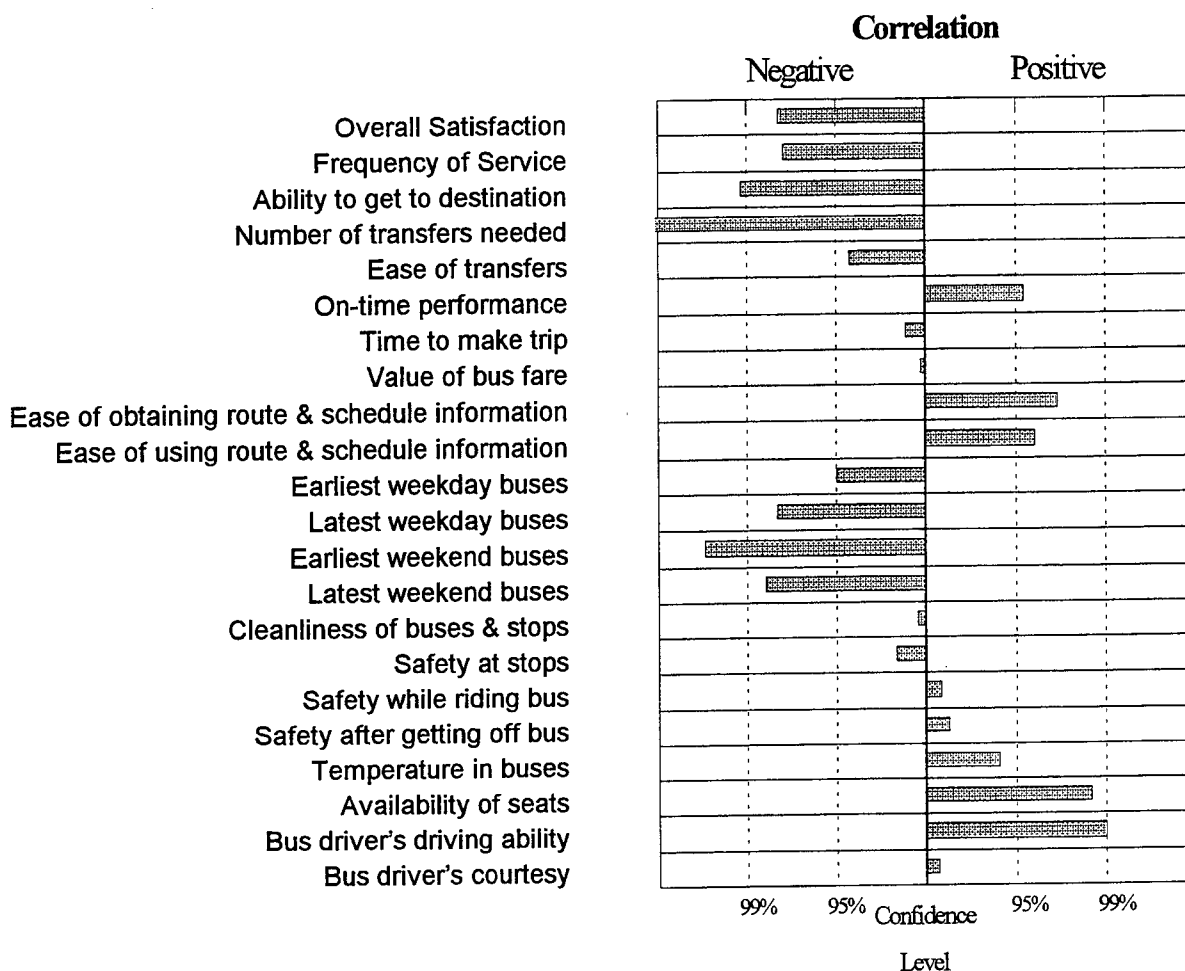 Correlation
Negative Positive
Overall Satisfaction
Frequency of Service
Ability to get to destination
Number of transfers needed
Ease of transfers
On-time performance
Time to make trip
Value of bus fare
Ease of obtaining route & schedule information
Ease of using route & schedule information
Earliest weekday buses
Latest weekday buses
Earliest weekend buses
Latest weekend buses
Cleanliness of buses & stops
Safety at stops
Safety while riding bus
Safety after getting off bus
Temperature in buses
Availability of seats
Bus driver's driving ability
Bus driver's courtesy
99% 95% Confidence 95% 99%
Level